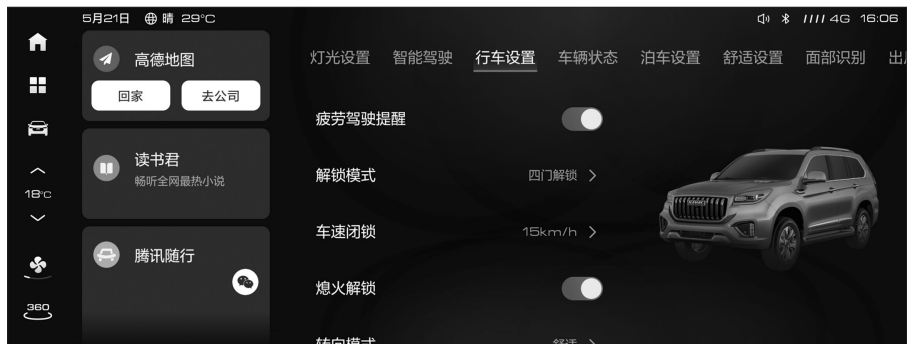 5月21日 晴 29°C
4G 16:06
高德地图
回家 去公司
读书君
畅听全网最热小说
腾讯随行
18°C
360
灯光设置 智能驾驶 行车设置 车辆状态 泊车设置 舒适设置 面部识别
疲劳驾驶提醒
解锁模式 四门解锁
车速闭锁 15km/h
熄火解锁
转向模式 舒适